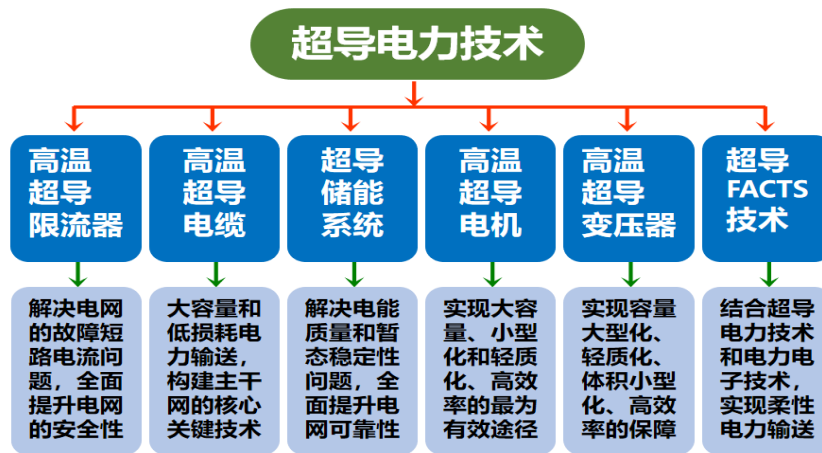 超导电力技术
高温
超导
限流器
高温
超导
电缆
超导
储能
系统
高温
超导
电机
高温
超导
变压器
超导
FACTS
技术
解决电网
的故障短
路电流问
题，全面
提升电网
的安全性
大容量和
低损耗电
力输送，
构建主干
网的核心
关键技术
解决电能
质量和暂
态稳定性
问题，全
面提升电
网可靠性
实现大容
量、小型
化和轻质
化、高效
率的最为
有效途径
实现容量
大型化、
轻质化、
体积小型
化、高效
率的保障
结合超导
电力技术
和电力电
子技术，
实现柔性
电力输送